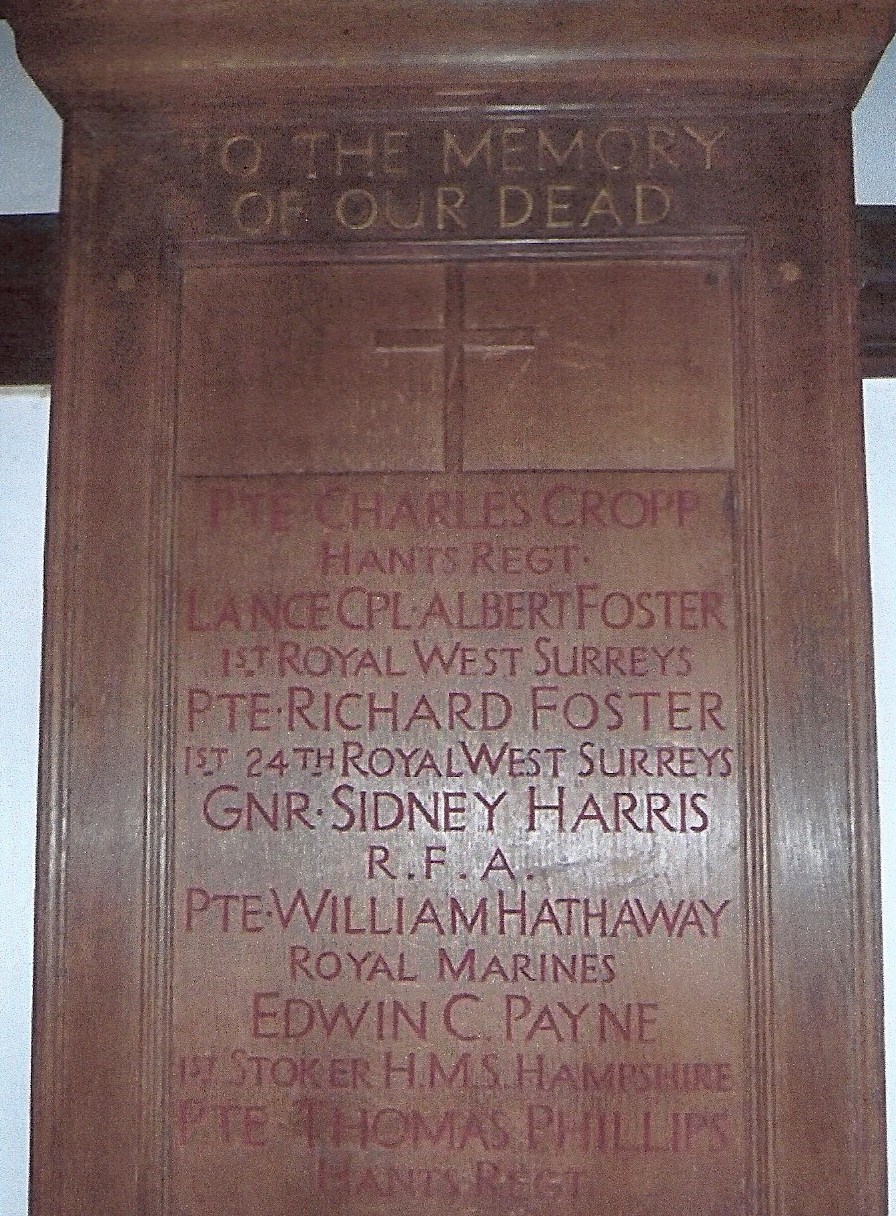 TO THE MEMORY
OF OUR DEAD
PTE·CHARLES CROPP
HANTS REGT·
LANCE CPL·ALBERT FOSTER
1ST ROYAL WEST SURREYS
PTE·RICHARD FOSTER
1ST 24TH ROYAL WEST SURREYS
GNR·SIDNEY HARRIS
R.F.A.
PTE·WILLIAM HATHAWAY
ROYAL MARINES
EDWIN C. PAYNE
1ST STOKER H.M.S. HAMPSHIRE
PTE·THOMAS PHILLIPS
HANTS REGT